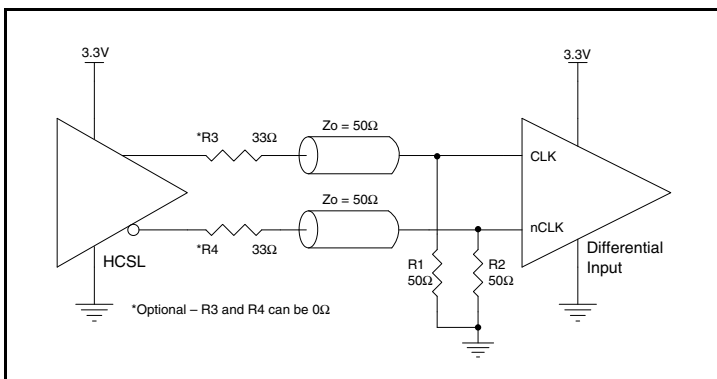 3.3V
3.3V
*R3 33Ω
Zo = 50Ω
CLK
Zo = 50Ω
nCLK
*R4 33Ω
HCSL
R1
50Ω
R2
50Ω
Differential
Input
*Optional – R3 and R4 can be 0Ω